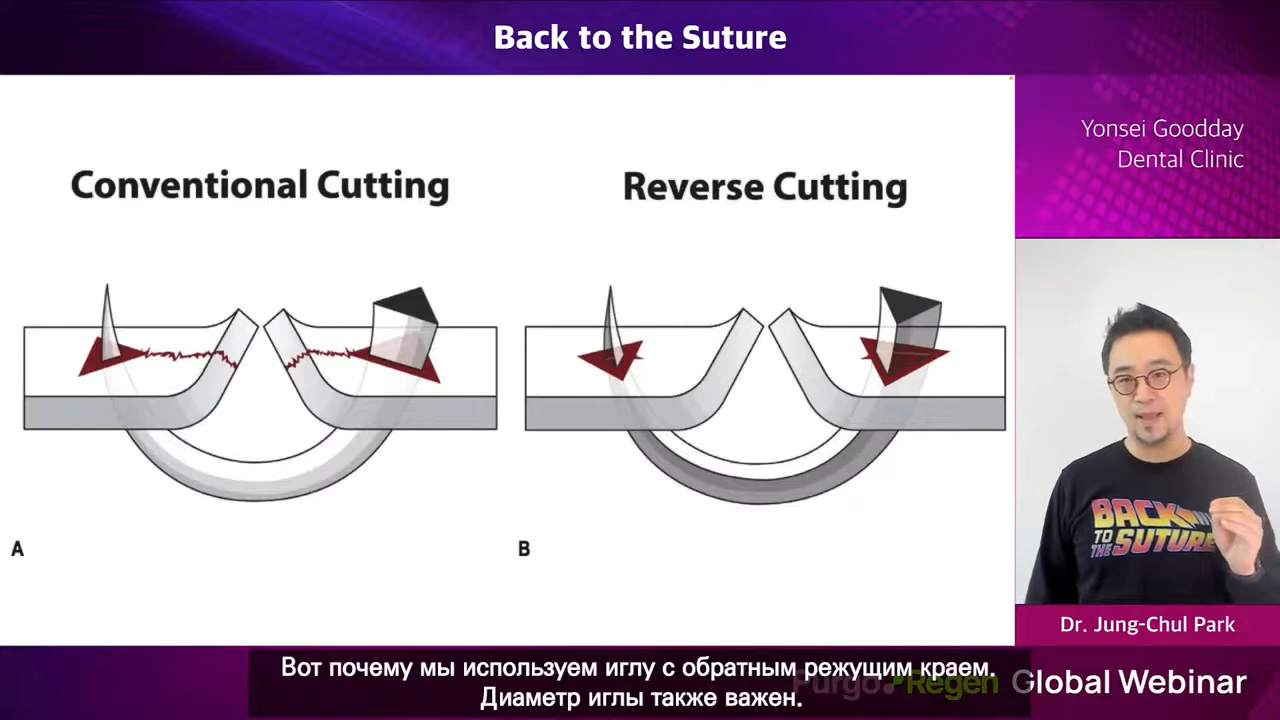 Back to the Suture
Yonsei Goodday
Dental Clinic
Conventional Cutting
Reverse Cutting
A
B
BACK
TO
THE SUTURE
Dr. Jung-Chul Park
Вот почему мы используем иглу с обратным режущим краем.
Диаметр иглы также важен.
Purgo Regen Global Webinar